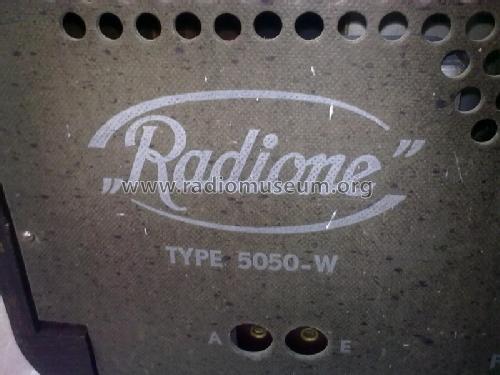 „Radione”
www.radiomuseum.org
TYPE 5050-W
A E